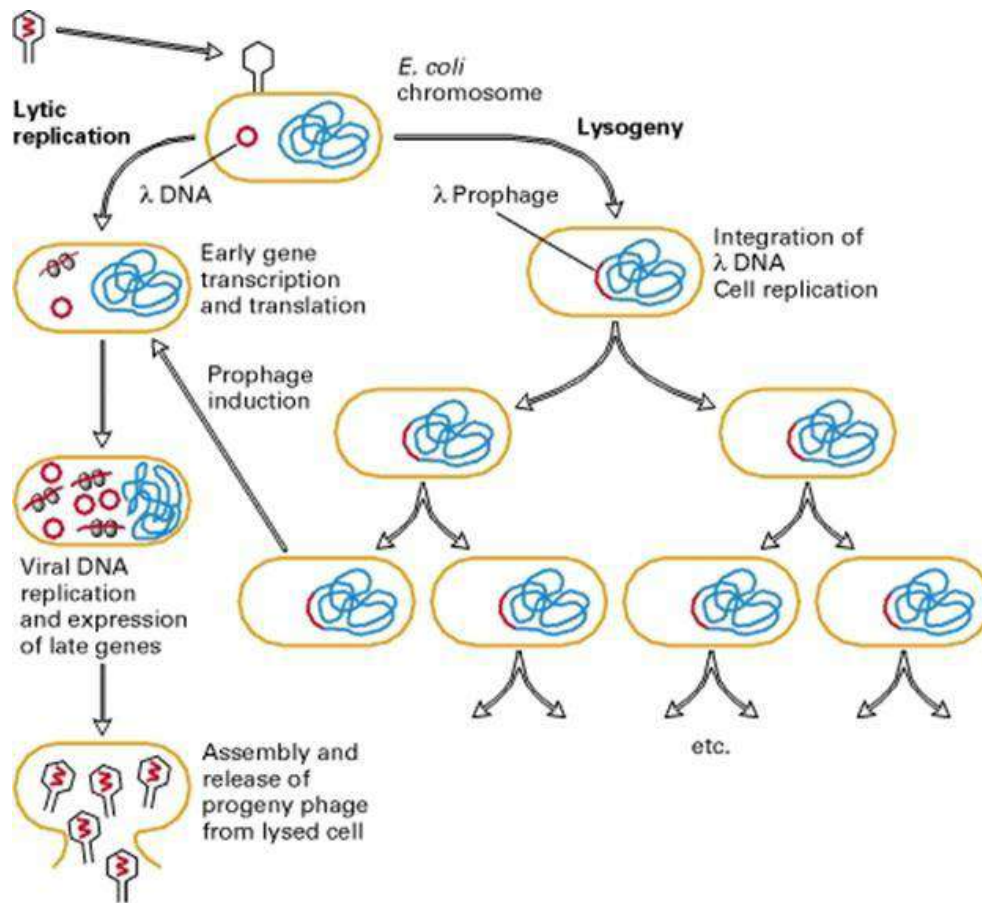 E. coli
chromosome
Lytic
replication
Lysogeny
λ DNA
λ Prophage
Early gene
transcription
and translation
Integration of
λ DNA
Cell replication
Prophage
induction
Viral DNA
replication
and expression
of late genes
etc.
Assembly and
release of
progeny phage
from lysed cell